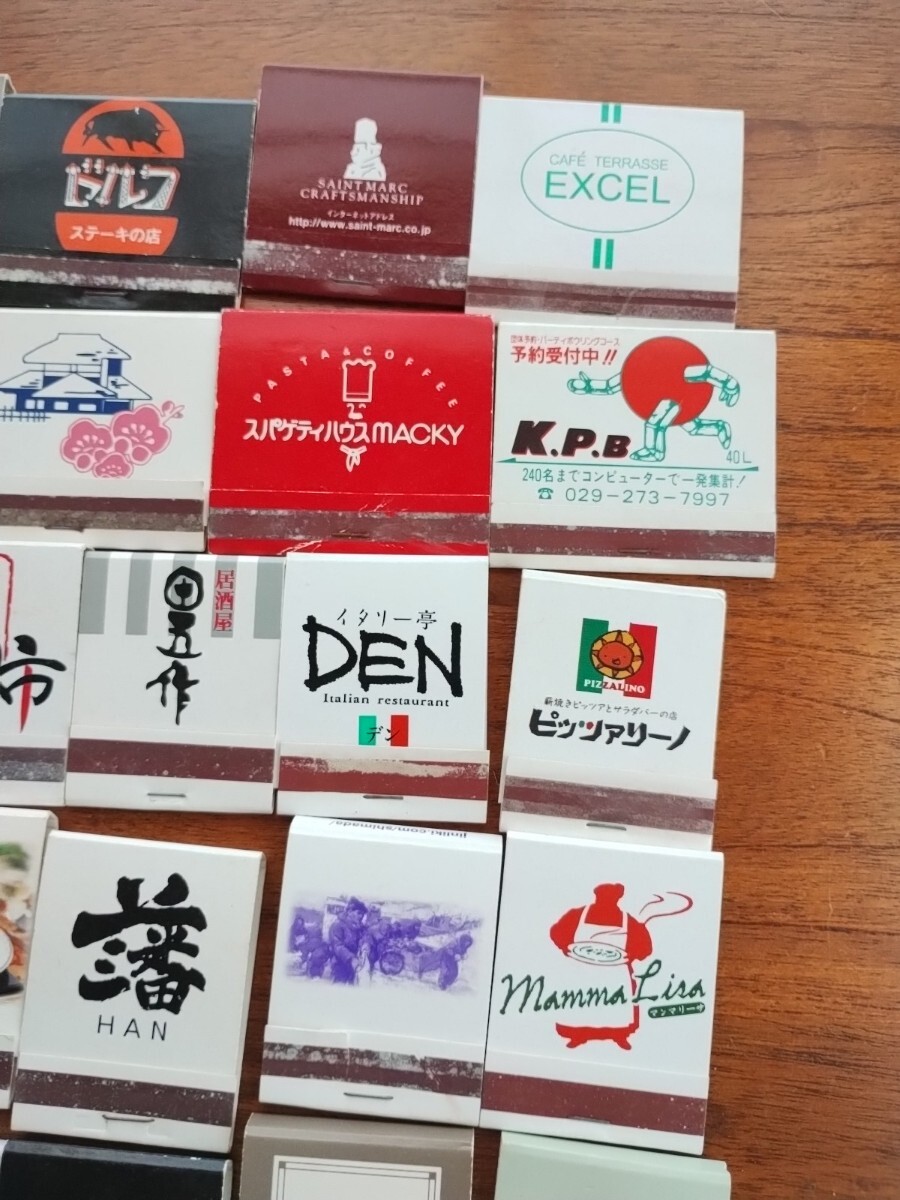 ステーキの店
SAINT MARC
CRAFTSMANSHIP
インターネットアドレス
http://www.saint-marc.co.jp
CAFÉ TERRASSE
EXCEL
PASTA & COFFEE
スパゲティハウスMACKY
団体予約・パーティボウリングコース
予約受付中!!
K.P.B
40L
240名までコンピューターで一発集計!
☎ 029-273-7997
市
居酒屋
田五作
イタリー亭
DEN
Italian restaurant
デン
PIZZALINO
薪焼きピッツアとサラダバーの店
ピッツァリーノ
藩
HAN
jiniki.com/shimada/
Mamma Lisa
マンマリーザ